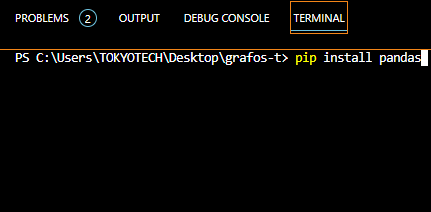 PROBLEMS 2 OUTPUT DEBUG CONSOLE TERMINAL
PS C:\Users\TOKYOTECH\Desktop\grafos-t> pip install pandas